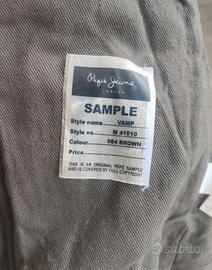 Pepe Jeans
LONDON
SAMPLE
Style name VAMP
Style no M 41510
Colour 064 BROWN
Price
THIS IS AN ORIGINAL PEPE SAMPLE
AND IS COVERED BY FULL COPYRIGHT
subito